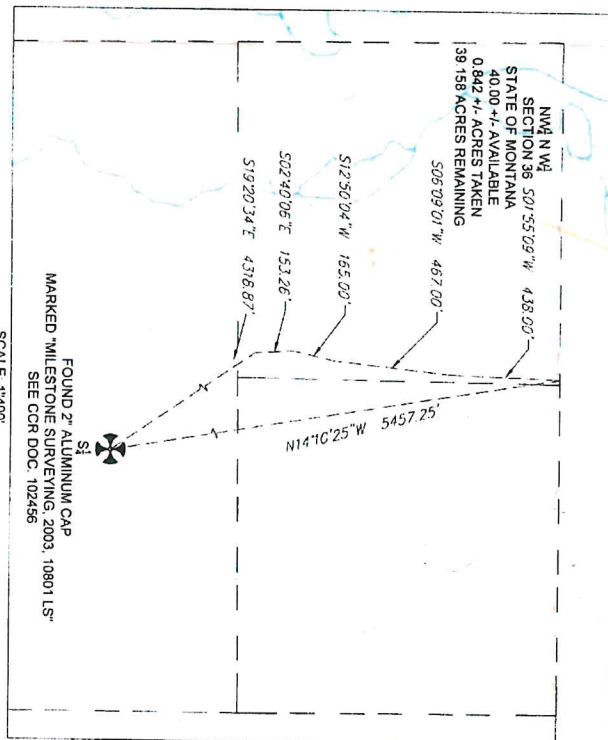 NW¼ N W¼
SECTION 36
STATE OF MONTANA
40.00 +/- AVAILABLE
0.842 +/- ACRES TAKEN
39.158 ACRES REMAINING
S01°55'09"W 438.00'
S06°09'01"W 467.00'
S12°50'04"W 165.00'
S02°40'06"E 153.26'
S19°20'34"E 4318.87'
N14°10'25"W 5457.25'
S¼
FOUND 2" ALUMINUM CAP
MARKED "MILESTONE SURVEYING, 2003, 10801 LS"
SEE CCR DOC. 102456
SCALE: 1"400'